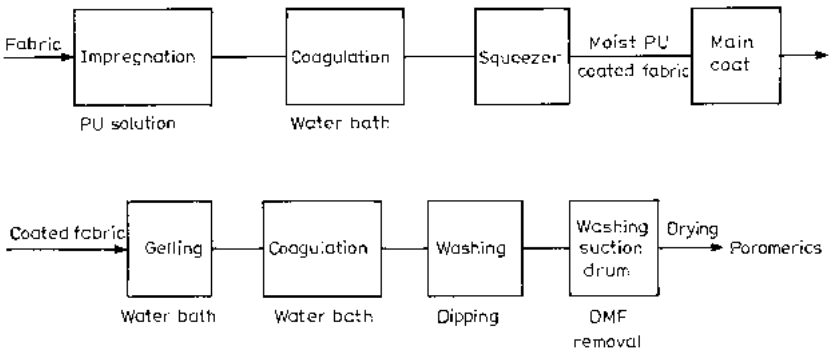 Fabric
Impregnation
PU solution
Coagulation
Water bath
Squeezer
Moist PU
coated fabric
Main
coat
Coated fabric
Gelling
Water bath
Coagulation
Water bath
Washing
Dipping
Washing
suction
drum
DMF
removal
Drying
Poromerics